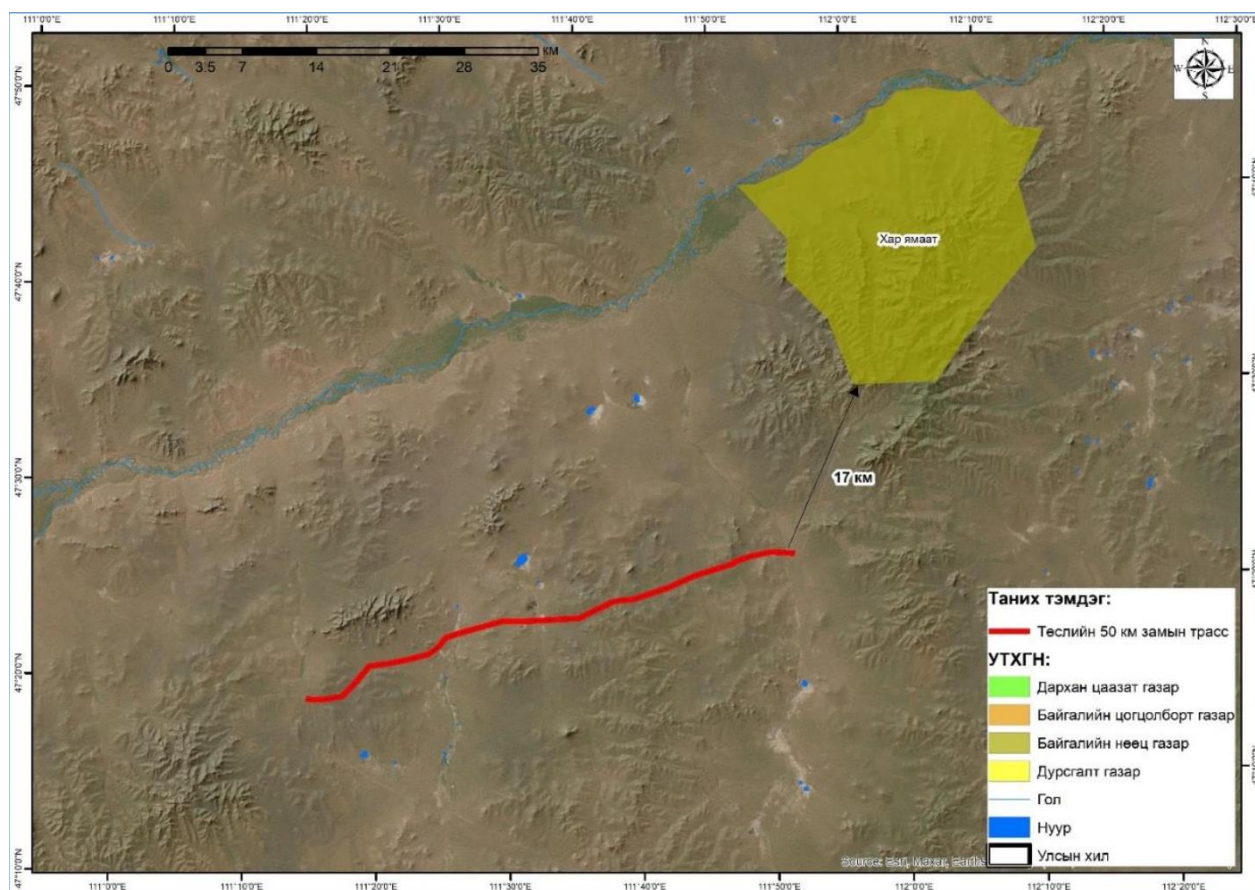 111°0'0"E 111°10'0"E 111°20'0"E 111°30'0"E 111°40'0"E 111°50'0"E 112°0'0"E 112°10'0"E 112°20'0"E 112°30'0"E
КМ
0 3.5 7 14 21 28 35
N
W E
S
47°50'0"N
Хар ямаат
47°40'0"N
47°30'0"N
17 км
Таних тэмдэг:
Төслийн 50 км замын трасс
УТХГН:
47°20'0"N
Дархан цаазат газар
Байгалийн цогцолборт газар
Байгалийн нөөц газар
Дурсгалт газар
Гол
Нуур
Улсын хил
Source: Esri, Maxar, Earths
47°10'0"N
111°0'0"E 111°10'0"E 111°20'0"E 111°30'0"E 111°40'0"E 111°50'0"E 112°0'0"E 112°10'0"E 112°20'0"E